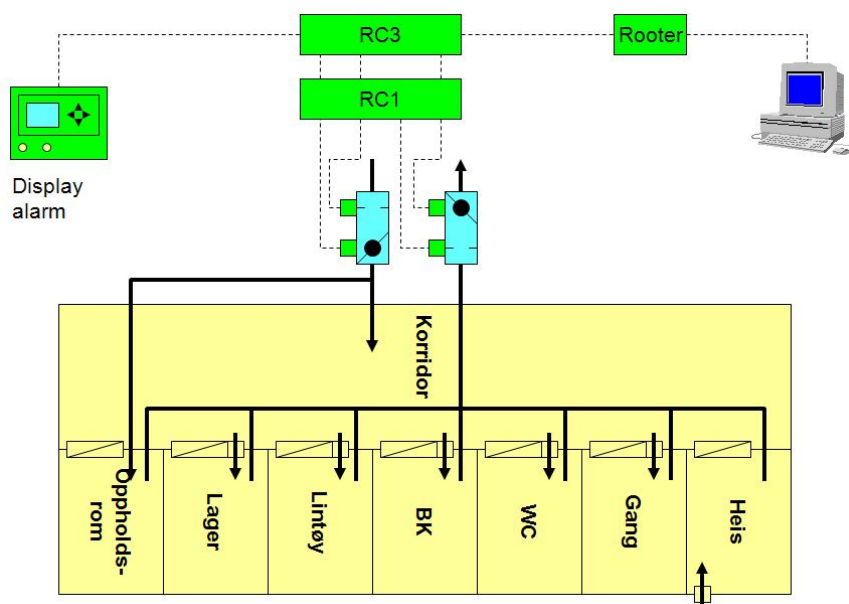 RC3
Rooter
RC1
Display
alarm
Korridor
Oppholds-
rom
Lager
Lintøy
BK
WC
Gang
Heis